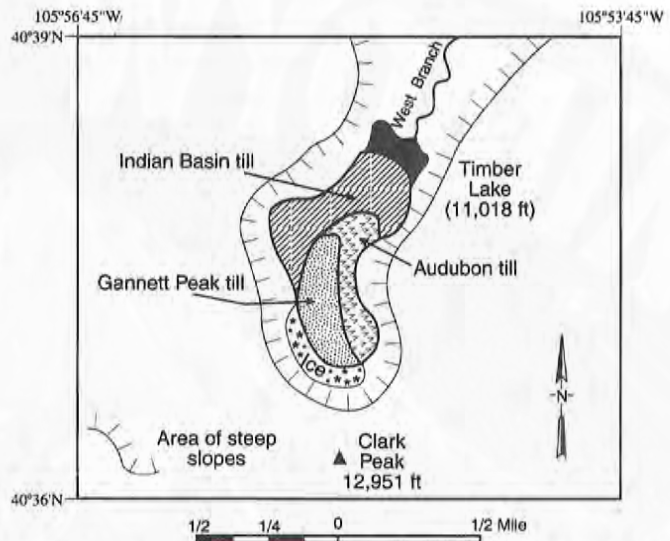 105°56'45"W
105°53'45"W
40°39'N
West Branch
Indian Basin till
Timber
Lake
(11,018 ft)
Gannett Peak till
Audubon till
Ice
-N-
Area of steep
slopes
Clark
Peak
12,951 ft
40°36'N
1/2 1/4 0 1/2 Mile